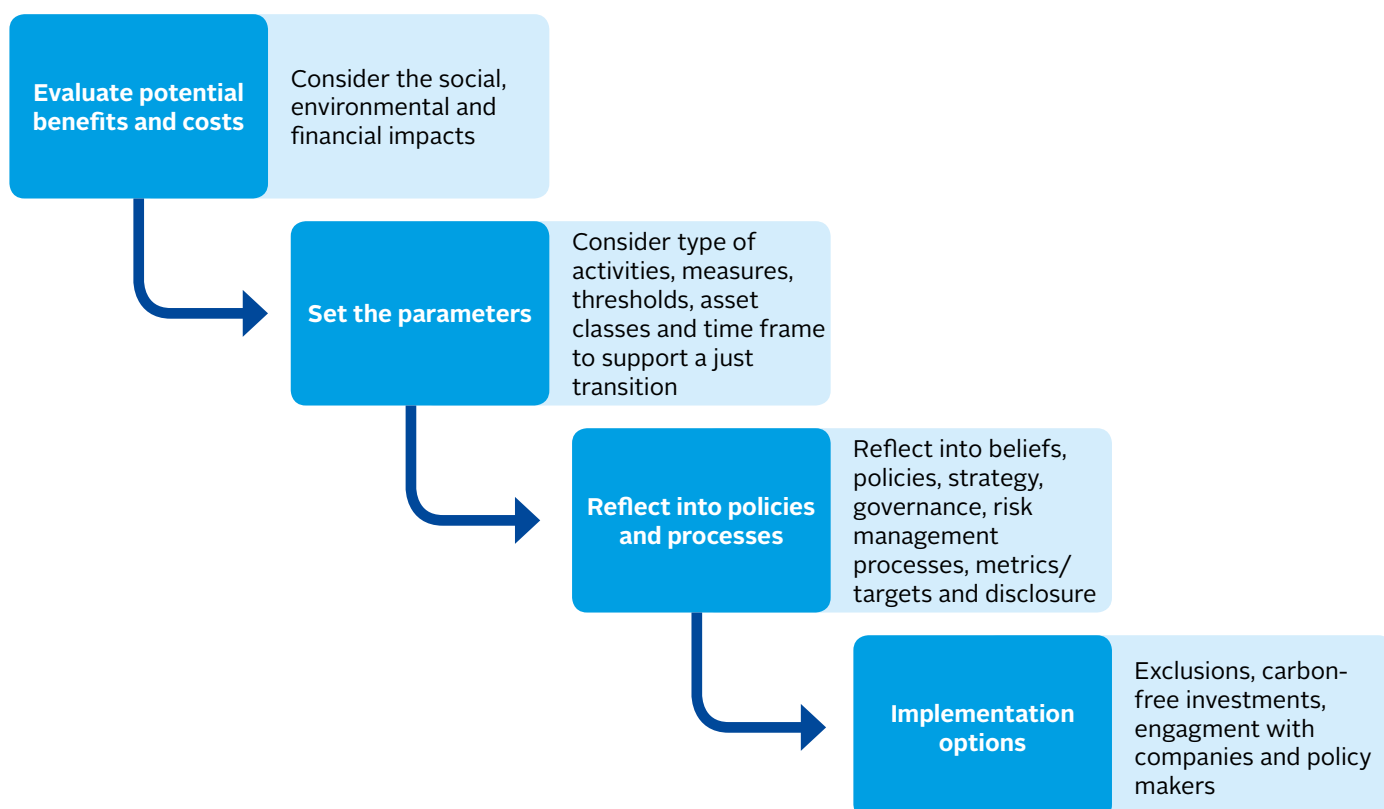 Evaluate potential
benefits and costs
Consider the social,
environmental and
financial impacts
Set the parameters
Consider type of
activities, measures,
thresholds, asset
classes and time frame
to support a just
transition
Reflect into policies
and processes
Reflect into beliefs,
policies, strategy,
governance, risk
management
processes, metrics/
targets and disclosure
Implementation
options
Exclusions, carbon-
free investments,
engagment with
companies and policy
makers